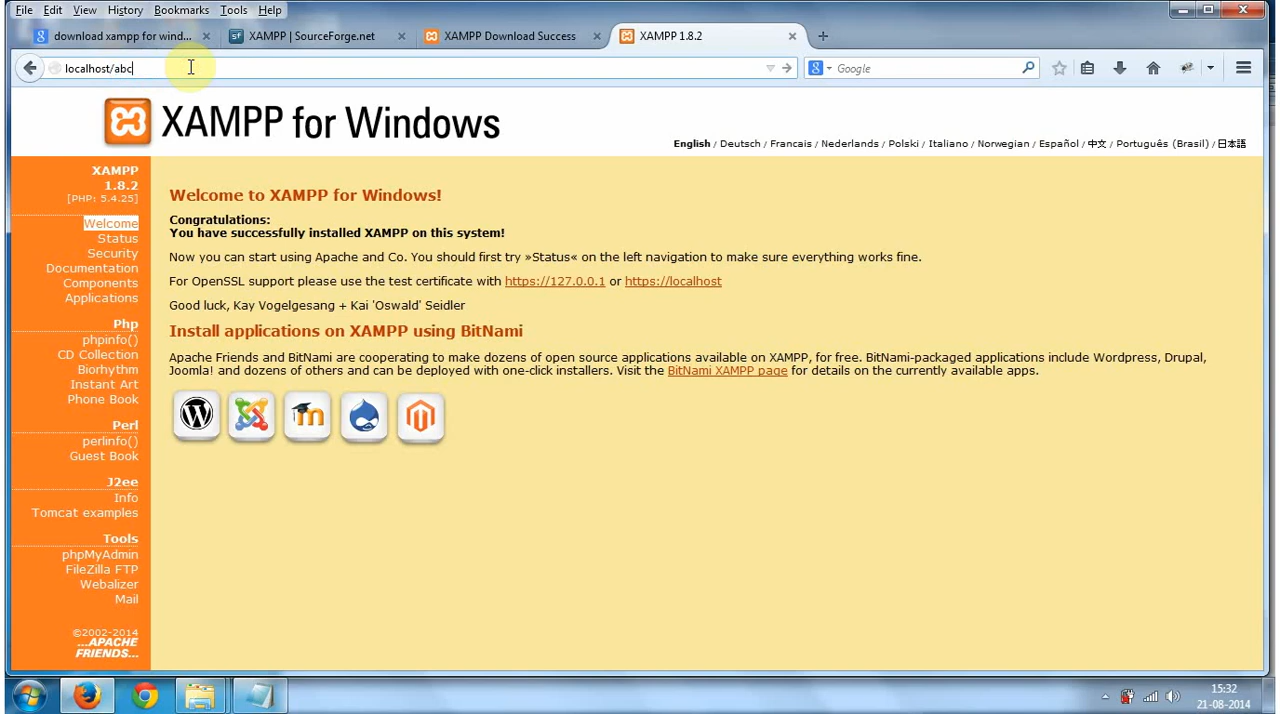 File Edit View History Bookmarks Tools Help
download xampp for wind... XAMPP | SourceForge.net XAMPP Download Success XAMPP 1.8.2
localhost/abc Google
XAMPP for Windows
English / Deutsch / Francais / Nederlands / Polski / Italiano / Norwegian / Español / 中文 / Português (Brasil) / 日本語
XAMPP
1.8.2
[PHP: 5.4.25]
Welcome
Status
Security
Documentation
Components
Applications
Php
phpinfo()
CD Collection
Biorhythm
Instant Art
Phone Book
Perl
perlinfo()
Guest Book
J2ee
Info
Tomcat examples
Tools
phpMyAdmin
FileZilla FTP
Webalizer
Mail
©2002-2014
...APACHE
FRIENDS...
Welcome to XAMPP for Windows!
Congratulations:
You have successfully installed XAMPP on this system!
Now you can start using Apache and Co. You should first try »Status« on the left navigation to make sure everything works fine.
For OpenSSL support please use the test certificate with https://127.0.0.1 or https://localhost
Good luck, Kay Vogelgesang + Kai 'Oswald' Seidler
Install applications on XAMPP using BitNami
Apache Friends and BitNami are cooperating to make dozens of open source applications available on XAMPP, for free. BitNami-packaged applications include Wordpress, Drupal,
Joomla! and dozens of others and can be deployed with one-click installers. Visit the BitNami XAMPP page for details on the currently available apps.
15:32
21-08-2014